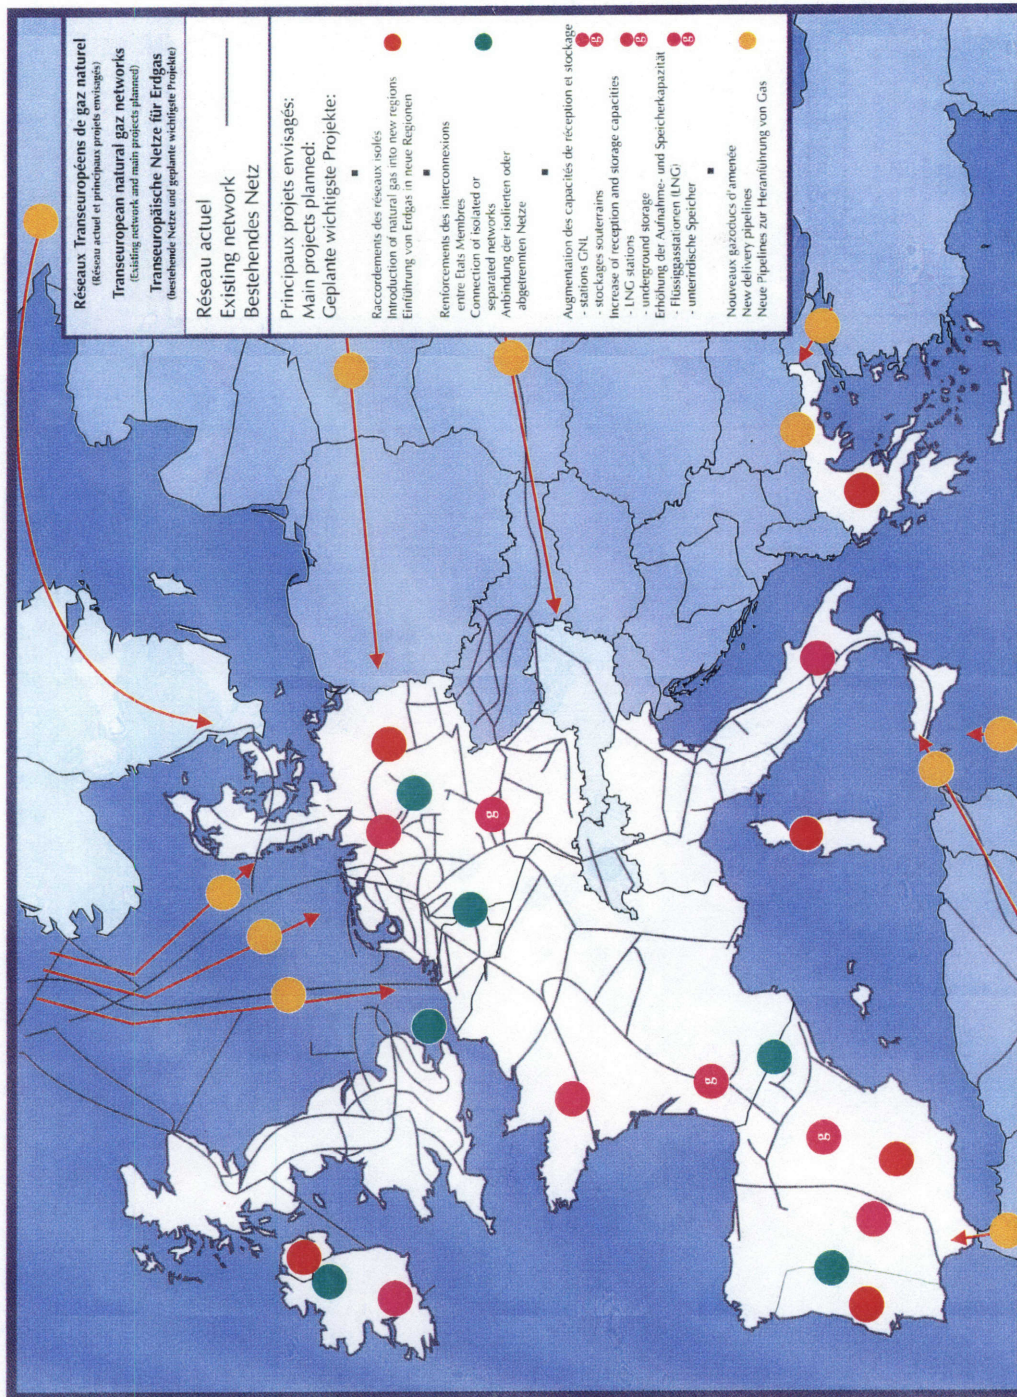 Réseaux Transeuropéens de gaz naturel
(Réseau actuel et principaux projets envisagés)
Transeuropean natural gas networks
(Existing network and main projects planned)
Transeuropäische Netze für Erdgas
(bestehende Netze und geplante wichtigste Projekte)
Réseau actuel
Existing network
Bestehendes Netz
Principaux projets envisagés:
Main projects planned:
Geplante wichtigste Projekte:
Raccordements des réseaux isolés
Introduction of natural gas into new regions
Einführung von Erdgas in neue Regionen
Renforcements des interconnexions
entre Etats Membres
Connection of isolated or
separated networks
Anbindung der isolierten oder
abgetrennten Netze
Augmentation des capacités de réception et stockage
- stations GNL
- stockages souterrains
g
Increase of reception and storage capacities
- LNG stations
- underground storage
g
Erhöhung der Aufnahme- und Speicherkapazität
- Flüssiggasstationen (LNG)
- unterirdische Speicher
g
Nouveaux gazoducs d'amenée
New delivery pipelines
Neue Pipelines zur Heranführung von Gas
g
g
g